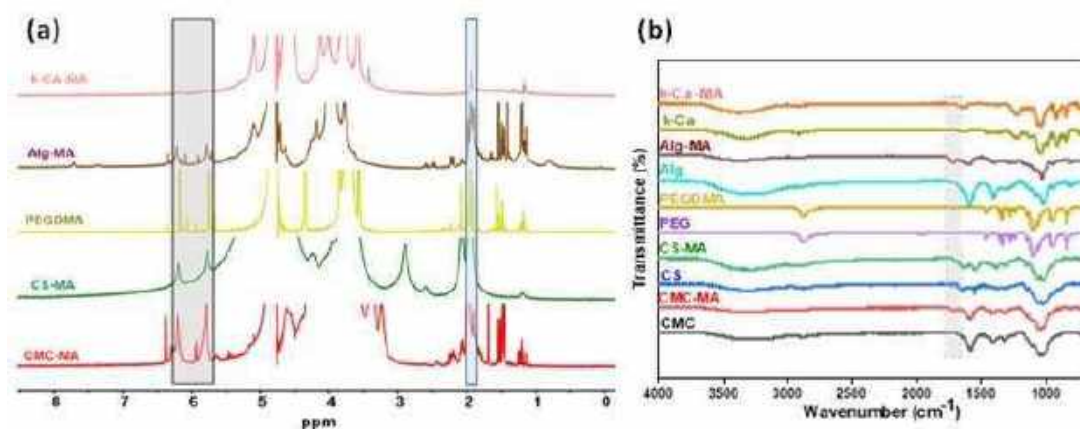 (a)
k-CA-MA
Alg-MA
PEGDMA
CS-MA
CMC-MA
8 7 6 5 4 3 2 1 0
ppm
(b)
Transmittance (%)
k-Ca-MA
k-Ca
Alg-MA
Alg
PEGDMA
PEG
CS-MA
CS
CMC-MA
CMC
4000 3500 3000 2500 2000 1500 1000
Wavenumber (cm⁻¹)